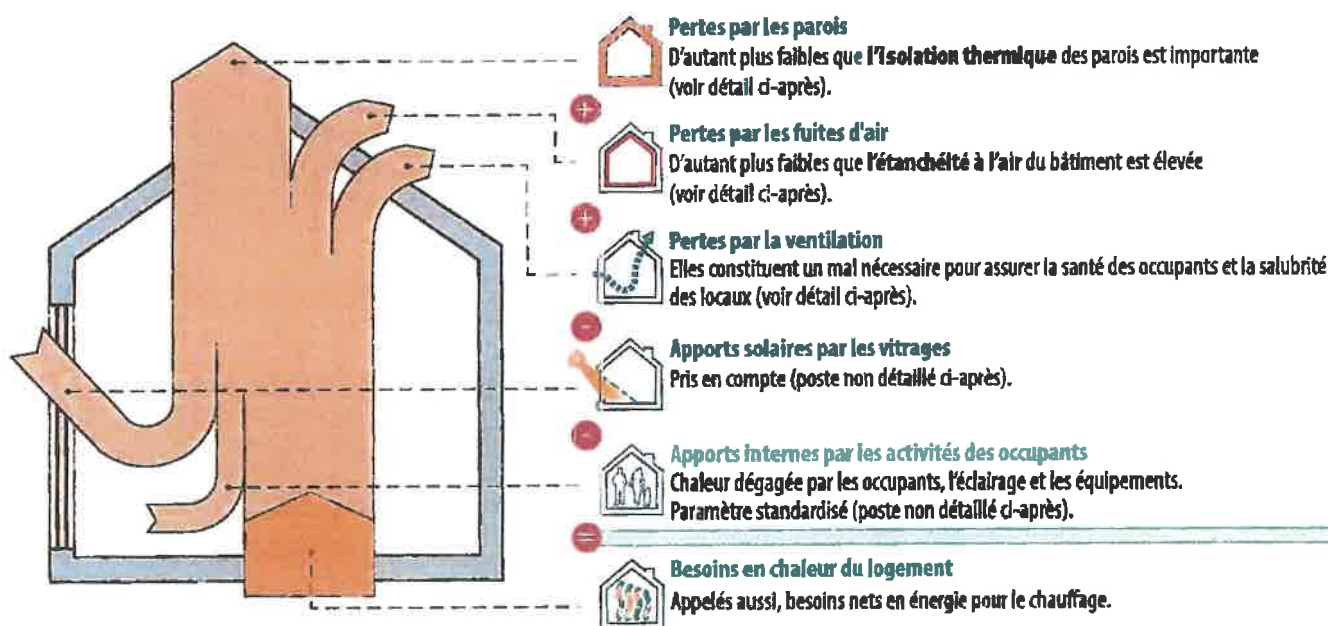 Pertes par les parois
D'autant plus faibles que l'isolation thermique des parois est importante
(voir détail ci-après).
+
Pertes par les fuites d'air
D'autant plus faibles que l'étanchéité à l'air du bâtiment est élevée
(voir détail ci-après).
+
Pertes par la ventilation
Elles constituent un mal nécessaire pour assurer la santé des occupants et la salubrité
des locaux (voir détail ci-après).
-
Apports solaires par les vitrages
Pris en compte (poste non détaillé ci-après).
-
Apports internes par les activités des occupants
Chaleur dégagée par les occupants, l'éclairage et les équipements.
Paramètre standardisé (poste non détaillé ci-après).
=
Besoins en chaleur du logement
Appelés aussi, besoins nets en énergie pour le chauffage.